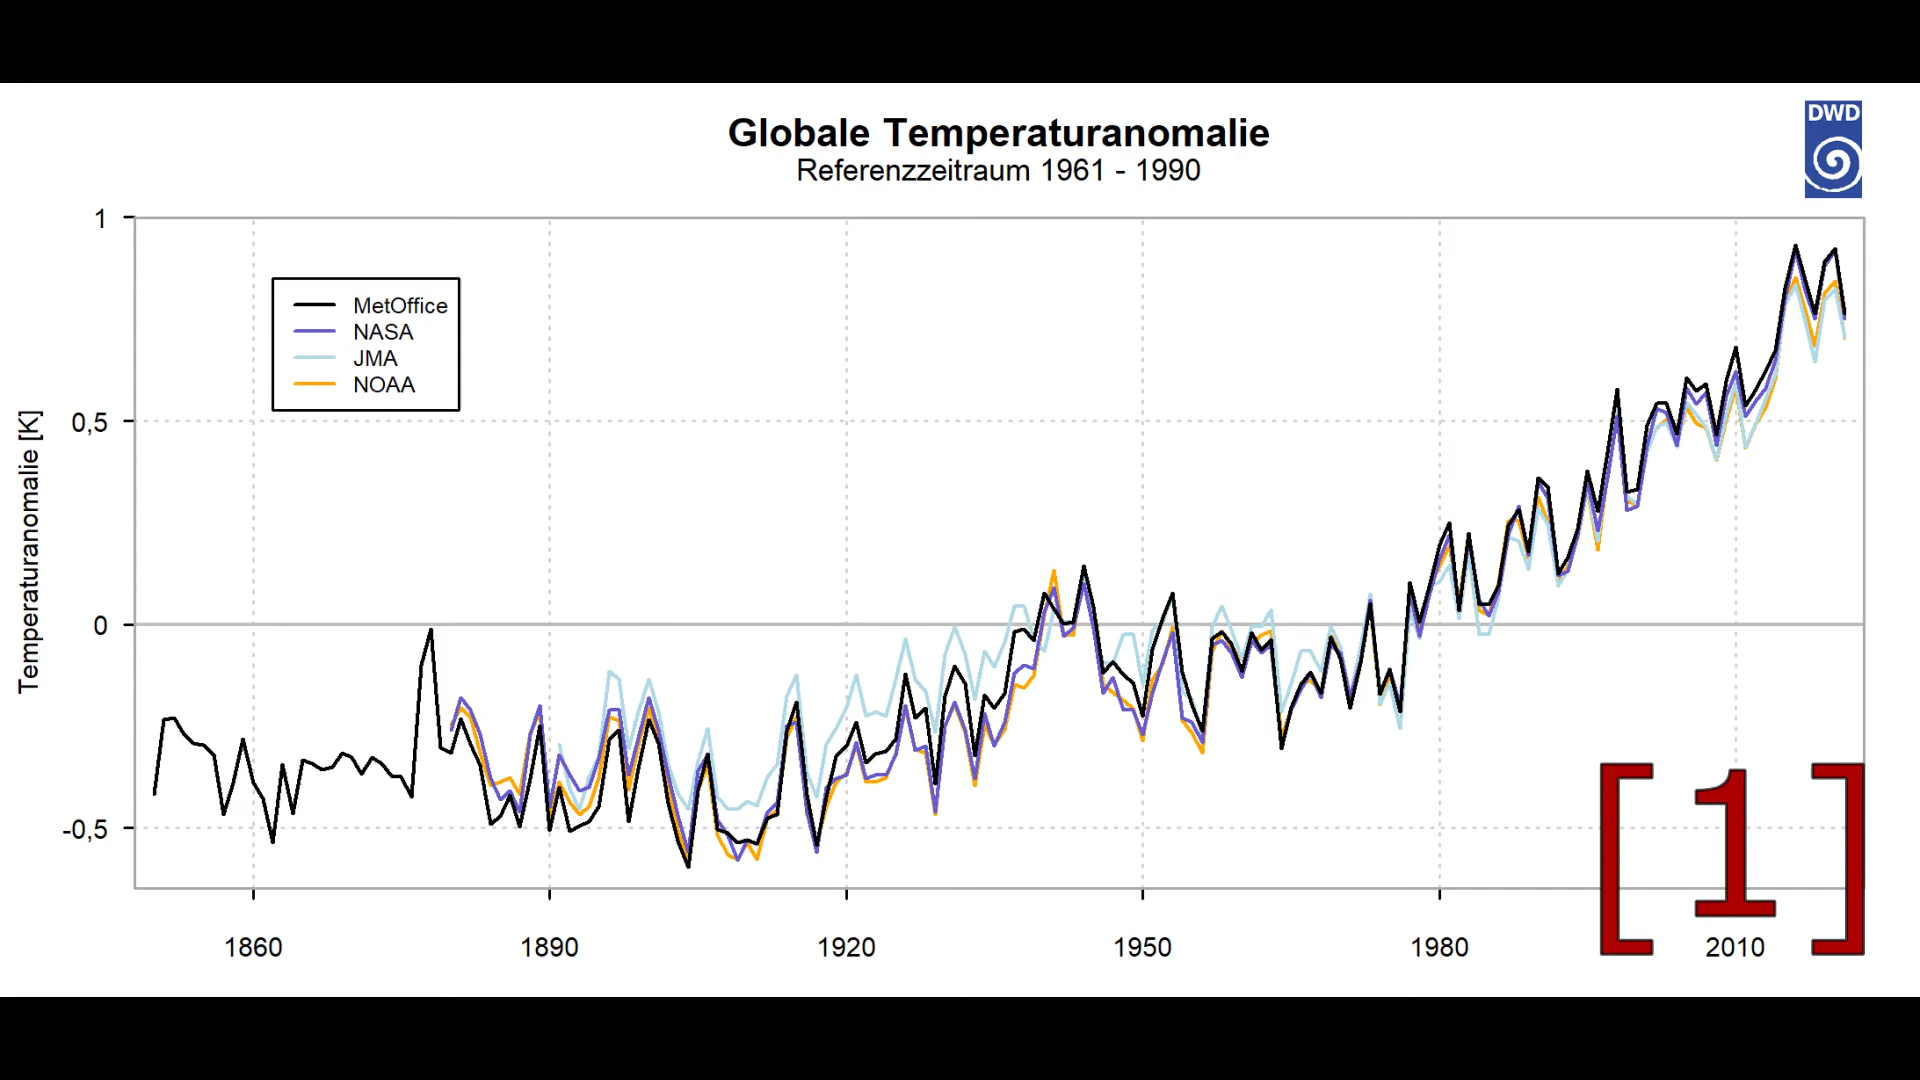 Globale Temperaturanomalie
Referenzzeitraum 1961 - 1990
DWD
MetOffice
NASA
JMA
NOAA
Temperaturanomalie [K]
1
0,5
0
-0,5
1860
1890
1920
1950
1980
2010
[1]